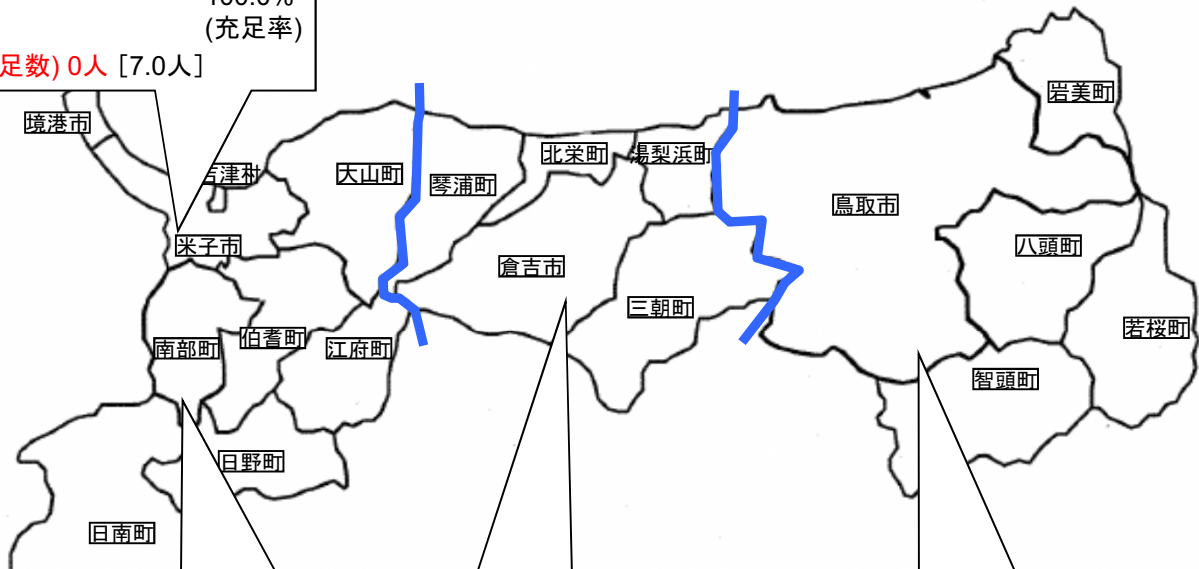 (充足率)
足数) 0人 [7.0人]
岩美町
境港市
北栄町
湯梨浜町
吉津村
大山町
琴浦町
鳥取市
米子市
八頭町
倉吉市
三朝町
若桜町
伯耆町
南部町
江府町
智頭町
日野町
日南町